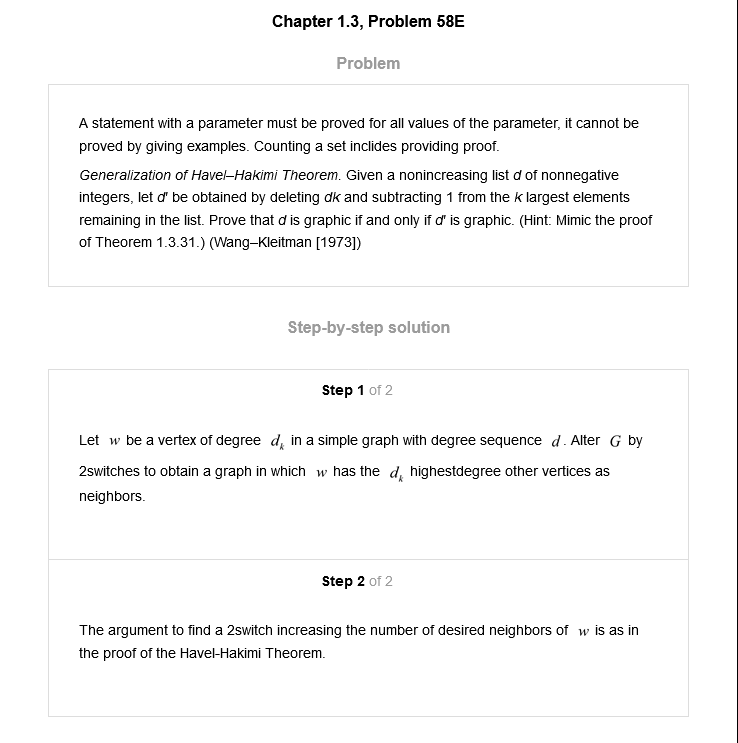 Chapter 1.3, Problem 58E
Problem
A statement with a parameter must be proved for all values of the parameter, it cannot be
proved by giving examples. Counting a set inclides providing proof.
Generalization of Havel–Hakimi Theorem. Given a nonincreasing list d of nonnegative
integers, let d' be obtained by deleting dk and subtracting 1 from the k largest elements
remaining in the list. Prove that d is graphic if and only if d' is graphic. (Hint: Mimic the proof
of Theorem 1.3.31.) (Wang–Kleitman [1973])
Step-by-step solution
Step 1 of 2
Let w be a vertex of degree d_k in a simple graph with degree sequence d. Alter G by
2switches to obtain a graph in which w has the d_k highestdegree other vertices as
neighbors.
Step 2 of 2
The argument to find a 2switch increasing the number of desired neighbors of w is as in
the proof of the Havel-Hakimi Theorem.